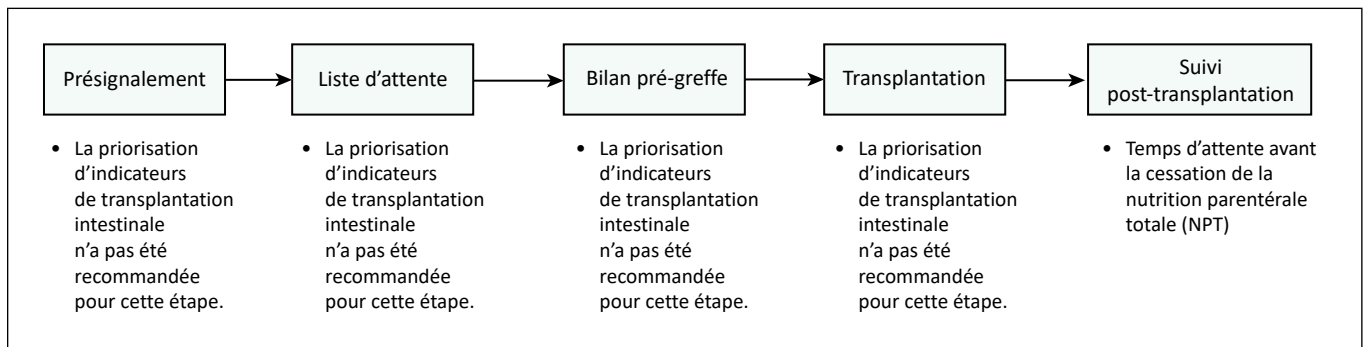 Présignalement
Liste d’attente
Bilan pré-greffe
Transplantation
Suivi
post-transplantation
• La priorisation
d’indicateurs
de transplantation
intestinale
n’a pas été
recommandée
pour cette étape.
• La priorisation
d’indicateurs
de transplantation
intestinale
n’a pas été
recommandée
pour cette étape.
• La priorisation
d’indicateurs
de transplantation
intestinale
n’a pas été
recommandée
pour cette étape.
• La priorisation
d’indicateurs
de transplantation
intestinale
n’a pas été
recommandée
pour cette étape.
• Temps d’attente avant
la cessation de la
nutrition parentérale
totale (NPT)